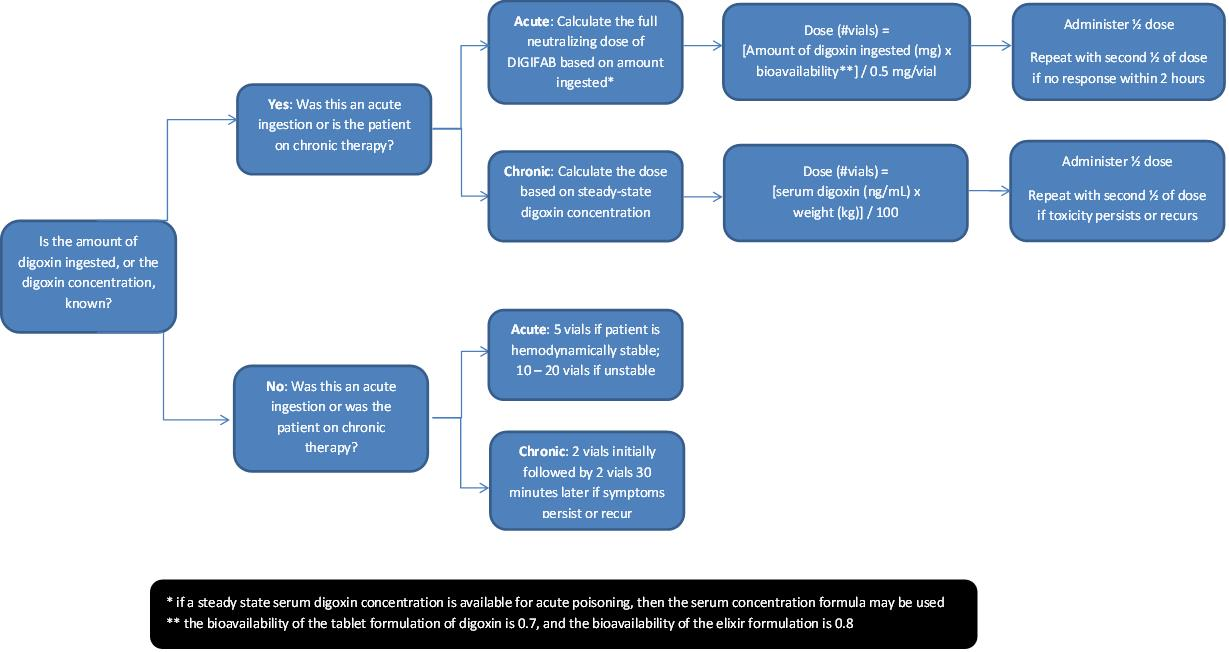 Is the amount of
digoxin ingested, or the
digoxin concentration,
known?
Yes: Was this an acute
ingestion or is the patient
on chronic therapy?
Acute: Calculate the full
neutralizing dose of
DIGIFAB based on amount
ingested*
Dose (#vials) =
[Amount of digoxin ingested (mg) x
bioavailability**] / 0.5 mg/vial
Administer ½ dose
Repeat with second ½ of dose
if no response within 2 hours
Chronic: Calculate the dose
based on steady-state
digoxin concentration
Dose (#vials) =
[serum digoxin (ng/mL) x
weight (kg)] / 100
Administer ½ dose
Repeat with second ½ of dose
if toxicity persists or recurs
No: Was this an acute
ingestion or was the
patient on chronic
therapy?
Acute: 5 vials if patient is
hemodynamically stable;
10 – 20 vials if unstable
Chronic: 2 vials initially
followed by 2 vials 30
minutes later if symptoms
persist or recur
* if a steady state serum digoxin concentration is available for acute poisoning, then the serum concentration formula may be used
** the bioavailability of the tablet formulation of digoxin is 0.7, and the bioavailability of the elixir formulation is 0.8